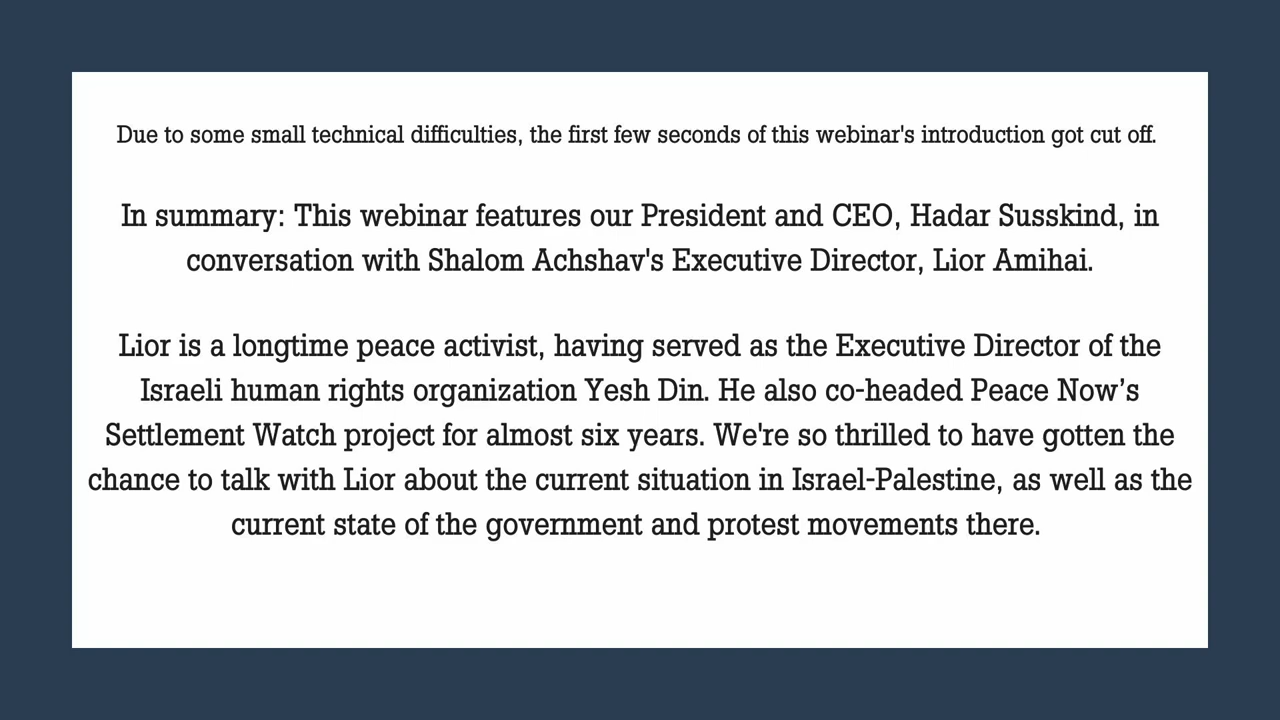 Due to some small technical difficulties, the first few seconds of this webinar's introduction got cut off.
In summary: This webinar features our President and CEO, Hadar Susskind, in
conversation with Shalom Achshav's Executive Director, Lior Amihai.
Lior is a longtime peace activist, having served as the Executive Director of the
Israeli human rights organization Yesh Din. He also co-headed Peace Now’s
Settlement Watch project for almost six years. We're so thrilled to have gotten the
chance to talk with Lior about the current situation in Israel-Palestine, as well as the
current state of the government and protest movements there.